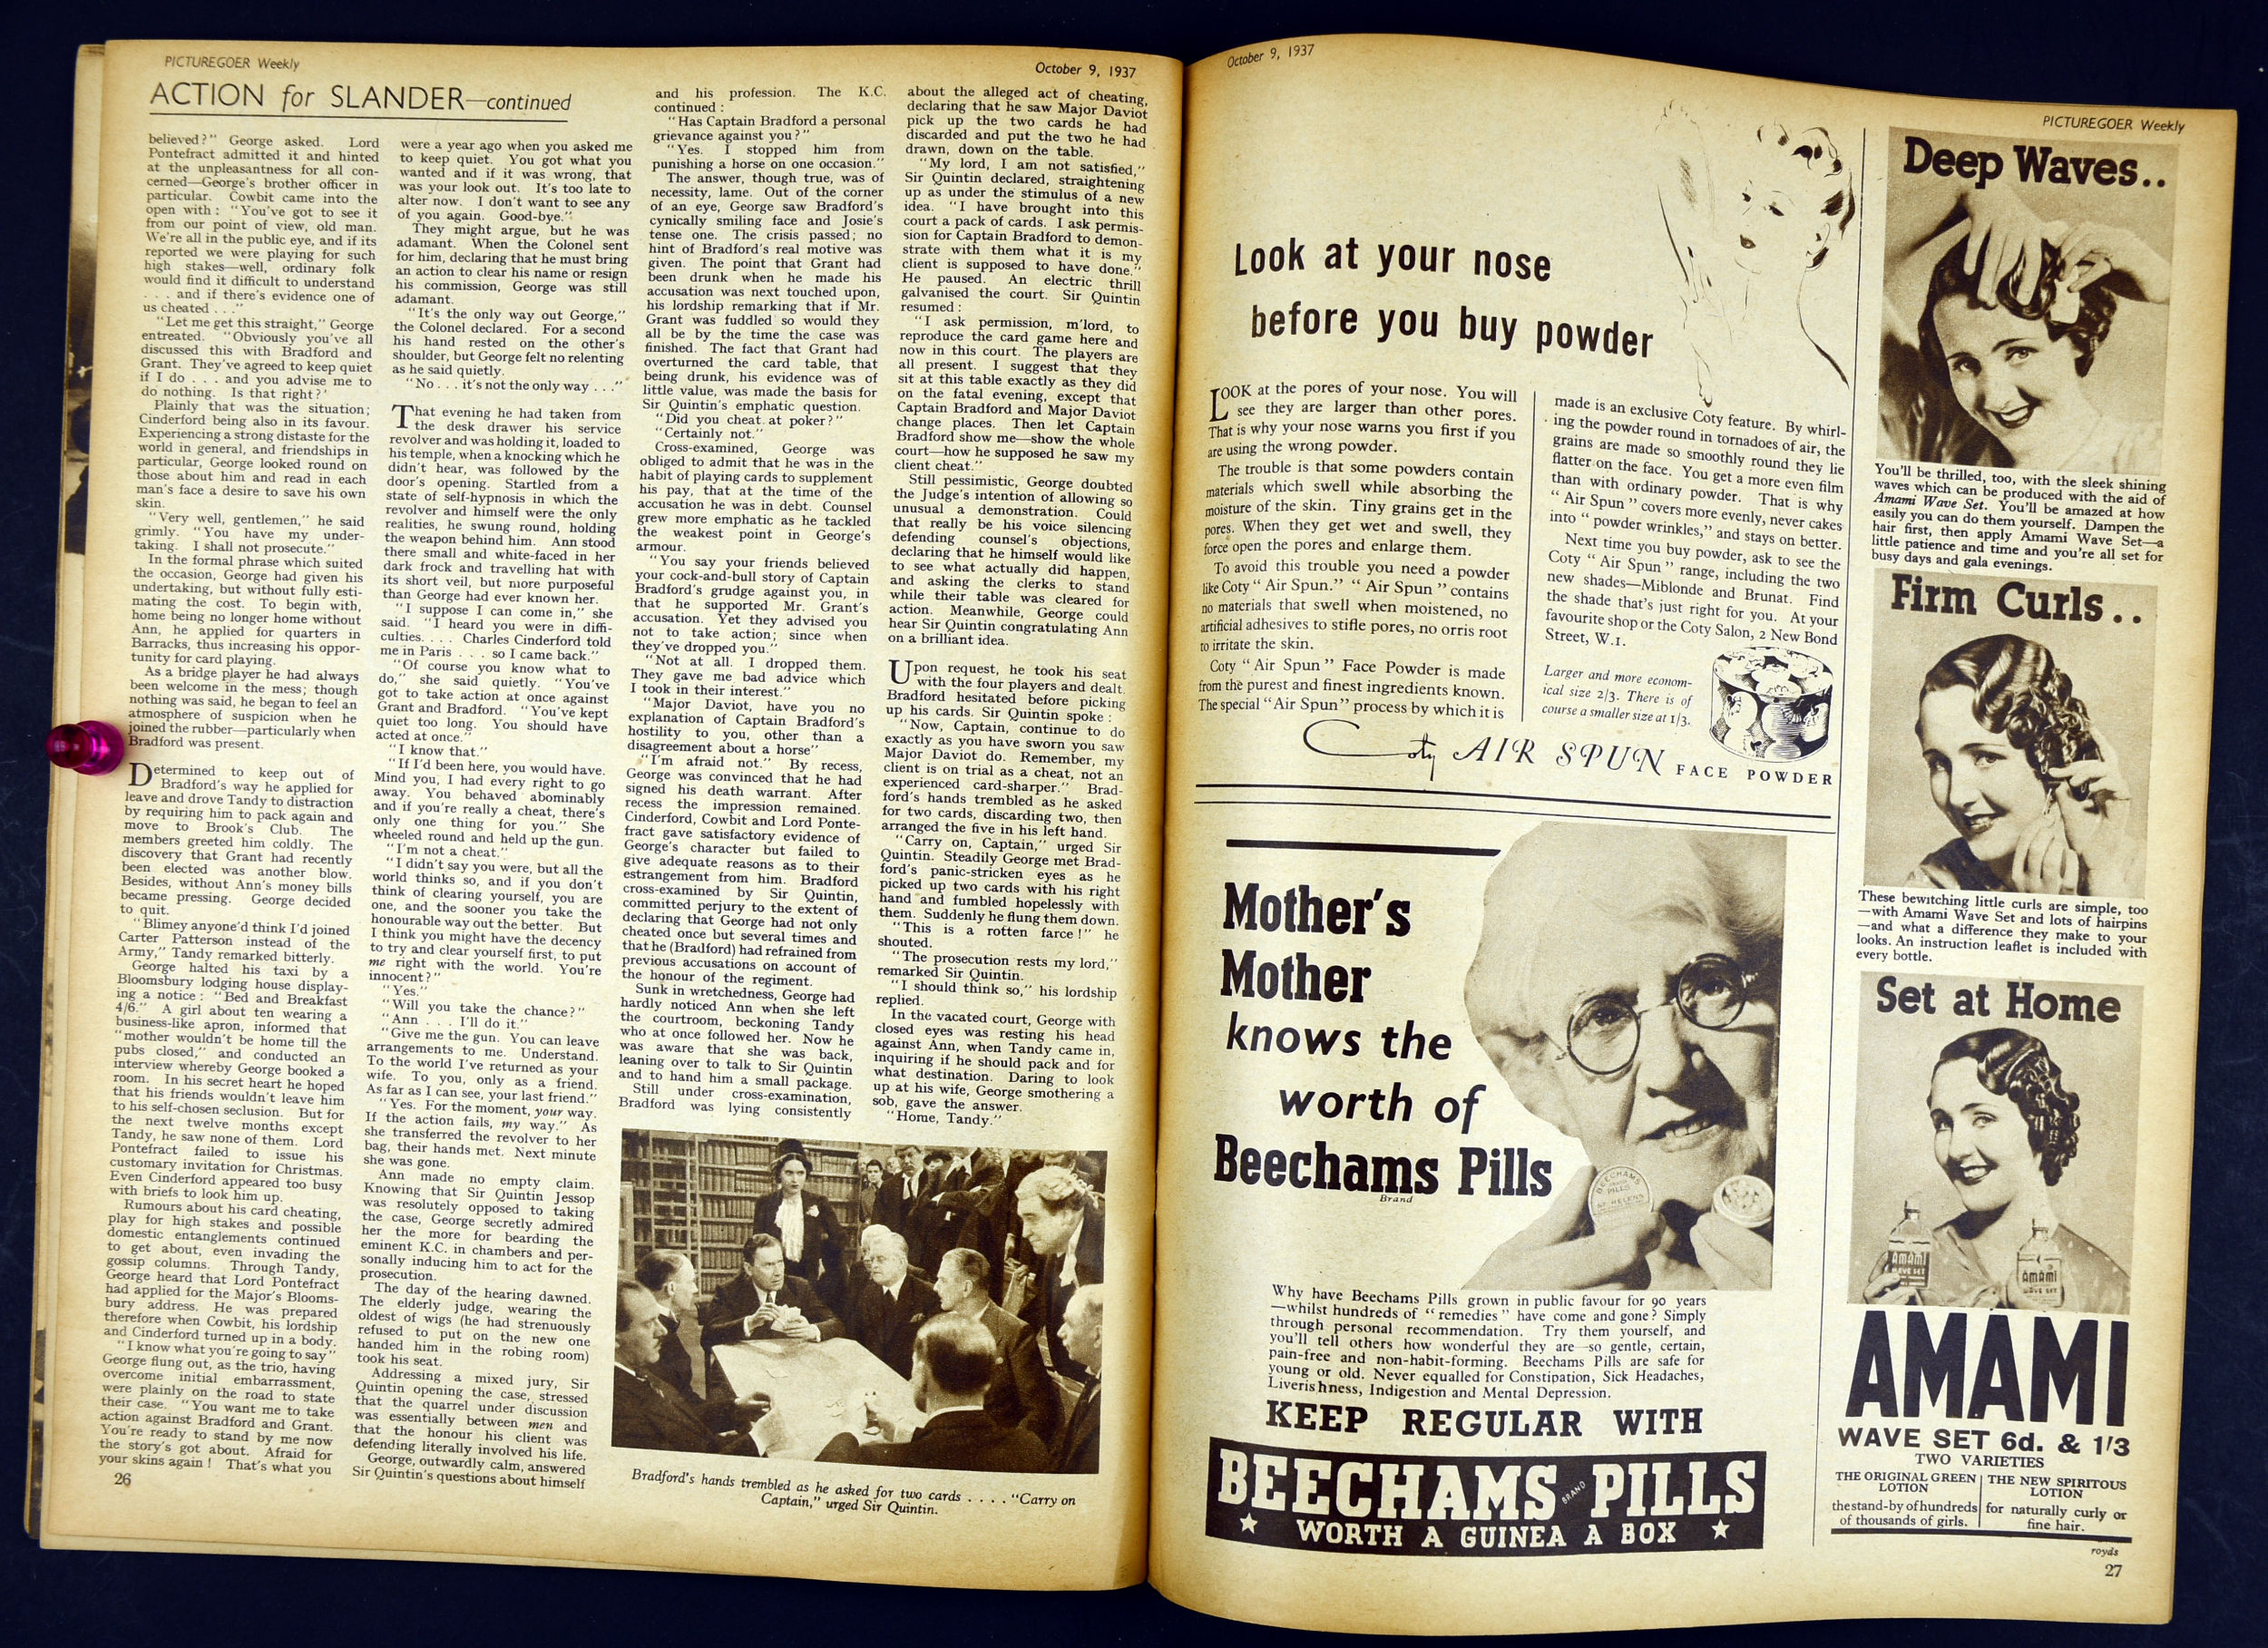 PICTUREGOER Weekly
October 9, 1937
ACTION for SLANDER—continued
believed?" George asked. Lord
Pontefract admitted it and hinted
at the unpleasantness for all con-
cerned—George's brother officer in
particular. Cowbit came into the
open with: "You've got to see it
from our point of view, old man.
We're all in the public eye, and if its
reported we were playing for such
high stakes—well, ordinary folk
would find it difficult to understand
. . . and if there's evidence one of
us cheated . . ."
"Let me get this straight," George
entreated. "Obviously you've all
discussed this with Bradford and
Grant. They've agreed to keep quiet
if I do . . . and you advise me to
do nothing. Is that right?'
Plainly that was the situation;
Cinderford being also in its favour.
Experiencing a strong distaste for the
world in general, and friendships in
particular, George looked round on
those about him and read in each
man's face a desire to save his own
skin.
"Very well, gentlemen," he said
grimly. "You have my under-
taking. I shall not prosecute."
In the formal phrase which suited
the occasion, George had given his
undertaking, but without fully esti-
mating the cost. To begin with,
home being no longer home without
Ann, he applied for quarters in
Barracks, thus increasing his oppor-
tunity for card playing.
As a bridge player he had always
been welcome in the mess; though
nothing was said, he began to feel an
atmosphere of suspicion when he
joined the rubber—particularly when
Bradford was present.
Determined to keep out of
Bradford's way he applied for
leave and drove Tandy to distraction
by requiring him to pack again and
move to Brook's Club. The
members greeted him coldly. The
discovery that Grant had recently
been elected was another blow.
Besides, without Ann's money bills
became pressing. George decided
to quit.
"Blimey anyone'd think I'd joined
Carter Patterson instead of the
Army," Tandy remarked bitterly.
George halted his taxi by a
Bloomsbury lodging house display-
ing a notice: "Bed and Breakfast
4/6." A girl about ten wearing a
business-like apron, informed that
"mother wouldn't be home till the
pubs closed," and conducted an
interview whereby George booked a
room. In his secret heart he hoped
that his friends wouldn't leave him
to his self-chosen seclusion. But for
the next twelve months except
Tandy, he saw none of them. Lord
Pontefract failed to issue his
customary invitation for Christmas.
Even Cinderford appeared too busy
with briefs to look him up.
Rumours about his card cheating,
play for high stakes and possible
domestic entanglements continued
to get about, even invading the
gossip columns. Through Tandy,
George heard that Lord Pontefract
had applied for the Major's Blooms-
bury address. He was prepared
therefore when Cowbit, his lordship
and Cinderford turned up in a body.
"I know what you're going to say"
George flung out, as the trio, having
overcome initial embarrassment,
were plainly on the road to state
their case. "You want me to take
action against Bradford and Grant.
You're ready to stand by me now
the story's got about. Afraid for
your skins again! That's what you
26
were a year ago when you asked me
to keep quiet. You got what you
wanted and if it was wrong, that
was your look out. It's too late to
alter now. I don't want to see any
of you again. Good-bye."
They might argue, but he was
adamant. When the Colonel sent
for him, declaring that he must bring
an action to clear his name or resign
his commission, George was still
adamant.
"It's the only way out George,"
the Colonel declared. For a second
his hand rested on the other's
shoulder, but George felt no relenting
as he said quietly.
"No . . . it's not the only way . . ."
That evening he had taken from
the desk drawer his service
revolver and was holding it, loaded to
his temple, when a knocking which he
didn't hear, was followed by the
door's opening. Startled from a
state of self-hypnosis in which the
revolver and himself were the only
realities, he swung round, holding
the weapon behind him. Ann stood
there small and white-faced in her
dark frock and travelling hat with
its short veil, but more purposeful
than George had ever known her.
"I suppose I can come in," she
said. "I heard you were in diffi-
culties. . . . Charles Cinderford told
me in Paris . . . so I came back."
"Of course you know what to
do," she said quietly. "You've
got to take action at once against
Grant and Bradford. "You've kept
quiet too long. You should have
acted at once."
"I know that."
"If I'd been here, you would have.
Mind you, I had every right to go
away. You behaved abominably
and if you're really a cheat, there's
only one thing for you." She
wheeled round and held up the gun.
"I'm not a cheat."
"I didn't say you were, but all the
world thinks so, and if you don't
think of clearing yourself, you are
one, and the sooner you take the
honourable way out the better. But
I think you might have the decency
to try and clear yourself first, to put
me right with the world. You're
innocent?"
"Yes."
"Will you take the chance?"
"Ann . . . I'll do it."
"Give me the gun. You can leave
arrangements to me. Understand.
To the world I've returned as your
wife. To you, only as a friend.
As far as I can see, your last friend."
"Yes. For the moment, your way.
If the action fails, my way." As
she transferred the revolver to her
bag, their hands met. Next minute
she was gone.
Ann made no empty claim.
Knowing that Sir Quintin Jessop
was resolutely opposed to taking
the case, George secretly admired
her the more for bearding the
eminent K.C. in chambers and per-
sonally inducing him to act for the
prosecution.
The day of the hearing dawned.
The elderly judge, wearing the
oldest of wigs (he had strenuously
refused to put on the new one
handed him in the robing room)
took his seat.
Addressing a mixed jury, Sir
Quintin opening the case, stressed
that the quarrel under discussion
was essentially between men and
that the honour his client was
defending literally involved his life.
George, outwardly calm, answered
Sir Quintin's questions about himself
and his profession. The K.C.
continued:
"Has Captain Bradford a personal
grievance against you?"
"Yes. I stopped him from
punishing a horse on one occasion."
The answer, though true, was of
necessity, lame. Out of the corner
of an eye, George saw Bradford's
cynically smiling face and Josie's
tense one. The crisis passed; no
hint of Bradford's real motive was
given. The point that Grant had
been drunk when he made his
accusation was next touched upon,
his lordship remarking that if Mr.
Grant was fuddled so would they
all be by the time the case was
finished. The fact that Grant had
overturned the card table, that
being drunk, his evidence was of
little value, was made the basis for
Sir Quintin's emphatic question.
"Did you cheat at poker?"
"Certainly not."
Cross-examined, George was
obliged to admit that he was in the
habit of playing cards to supplement
his pay, that at the time of the
accusation he was in debt. Counsel
grew more emphatic as he tackled
the weakest point in George's
armour.
"You say your friends believed
your cock-and-bull story of Captain
Bradford's grudge against you, in
that he supported Mr. Grant's
accusation. Yet they advised you
not to take action; since when
they've dropped you."
"Not at all. I dropped them.
They gave me bad advice which
I took in their interest."
"Major Daviot, have you no
explanation of Captain Bradford's
hostility to you, other than a
disagreement about a horse"
"I'm afraid not." By recess,
George was convinced that he had
signed his death warrant. After
recess the impression remained.
Cinderford, Cowbit and Lord Ponte-
fract gave satisfactory evidence of
George's character but failed to
give adequate reasons as to their
estrangement from him. Bradford
cross-examined by Sir Quintin,
committed perjury to the extent of
declaring that George had not only
cheated once but several times and
that he (Bradford) had refrained from
previous accusations on account of
the honour of the regiment.
Sunk in wretchedness, George had
hardly noticed Ann when she left
the courtroom, beckoning Tandy
who at once followed her. Now he
was aware that she was back,
leaning over to talk to Sir Quintin
and to hand him a small package.
Still under cross-examination,
Bradford was lying consistently
about the alleged act of cheating,
declaring that he saw Major Daviot
pick up the two cards he had
discarded and put the two he had
drawn, down on the table.
"My lord, I am not satisfied,"
Sir Quintin declared, straightening
up as under the stimulus of a new
idea. "I have brought into this
court a pack of cards. I ask permis-
sion for Captain Bradford to demon-
strate with them what it is my
client is supposed to have done."
He paused. An electric thrill
galvanised the court. Sir Quintin
resumed:
"I ask permission, m'lord, to
reproduce the card game here and
now in this court. The players are
all present. I suggest that they
sit at this table exactly as they did
on the fatal evening, except that
Captain Bradford and Major Daviot
change places. Then let Captain
Bradford show me—show the whole
court—how he supposed he saw my
client cheat."
Still pessimistic, George doubted
the Judge's intention of allowing so
unusual a demonstration. Could
that really be his voice silencing
defending counsel's objections,
declaring that he himself would like
to see what actually did happen,
and asking the clerks to stand
while their table was cleared for
action. Meanwhile, George could
hear Sir Quintin congratulating Ann
on a brilliant idea.
Upon request, he took his seat
with the four players and dealt.
Bradford hesitated before picking
up his cards. Sir Quintin spoke:
"Now, Captain, continue to do
exactly as you have sworn you saw
Major Daviot do. Remember, my
client is on trial as a cheat, not an
experienced card-sharper." Brad-
ford's hands trembled as he asked
for two cards, discarding two, then
arranged the five in his left hand.
"Carry on, Captain," urged Sir
Quintin. Steadily George met Brad-
ford's panic-stricken eyes as he
picked up two cards with his right
hand and fumbled hopelessly with
them. Suddenly he flung them down.
"This is a rotten farce!" he
shouted.
"The prosecution rests my lord,"
remarked Sir Quintin.
"I should think so," his lordship
replied.
In the vacated court, George with
closed eyes was resting his head
against Ann, when Tandy came in,
inquiring if he should pack and for
what destination. Daring to look
up at his wife, George smothering a
sob, gave the answer.
"Home, Tandy."
Bradford's hands trembled as he asked for two cards . . . . "Carry on
Captain," urged Sir Quintin.
October 9, 1937
PICTUREGOER Weekly
Look at your nose
before you buy powder
LOOK at the pores of your nose. You will
see they are larger than other pores.
That is why your nose warns you first if you
are using the wrong powder.
The trouble is that some powders contain
materials which swell while absorbing the
moisture of the skin. Tiny grains get in the
pores. When they get wet and swell, they
force open the pores and enlarge them.
To avoid this trouble you need a powder
like Coty "Air Spun." "Air Spun" contains
no materials that swell when moistened, no
artificial adhesives to stifle pores, no orris root
to irritate the skin.
Coty "Air Spun" Face Powder is made
from the purest and finest ingredients known.
The special "Air Spun" process by which it is
made is an exclusive Coty feature. By whirl-
ing the powder round in tornadoes of air, the
grains are made so smoothly round they lie
flatter on the face. You get a more even film
than with ordinary powder. That is why
"Air Spun" covers more evenly, never cakes
into "powder wrinkles," and stays on better.
Next time you buy powder, ask to see the
Coty "Air Spun" range, including the two
new shades—Miblonde and Brunat. Find
the shade that's just right for you. At your
favourite shop or the Coty Salon, 2 New Bond
Street, W.1.
Larger and more econom-
ical size 2/3. There is of
course a smaller size at 1/3.
Coty AIR SPUN FACE POWDER
Mother's
Mother
knows the
worth of
Beechams Pills
Brand
BEECHAMS
PILLS
ST HELENS
Why have Beechams Pills grown in public favour for 90 years
—whilst hundreds of "remedies" have come and gone? Simply
through personal recommendation. Try them yourself, and
you'll tell others how wonderful they are—so gentle, certain,
pain-free and non-habit-forming. Beechams Pills are safe for
young or old. Never equalled for Constipation, Sick Headaches,
Liverishness, Indigestion and Mental Depression.
KEEP REGULAR WITH
BEECHAMS BRAND PILLS
WORTH A GUINEA A BOX
Deep Waves..
You'll be thrilled, too, with the sleek shining
waves which can be produced with the aid of
Amami Wave Set. You'll be amazed at how
easily you can do them yourself. Dampen the
hair first, then apply Amami Wave Set—a
little patience and time and you're all set for
busy days and gala evenings.
Firm Curls..
These bewitching little curls are simple, too
—with Amami Wave Set and lots of hairpins
—and what a difference they make to your
looks. An instruction leaflet is included with
every bottle.
Set at Home
AMAMI
WAVE SET
AMAMI
WAVE SET
AMAMI
WAVE SET 6d. & 1/3
TWO VARIETIES
THE ORIGINAL GREEN
LOTION
the stand-by of hundreds
of thousands of girls.
THE NEW SPIRITOUS
LOTION
for naturally curly or
fine hair.
royds
27